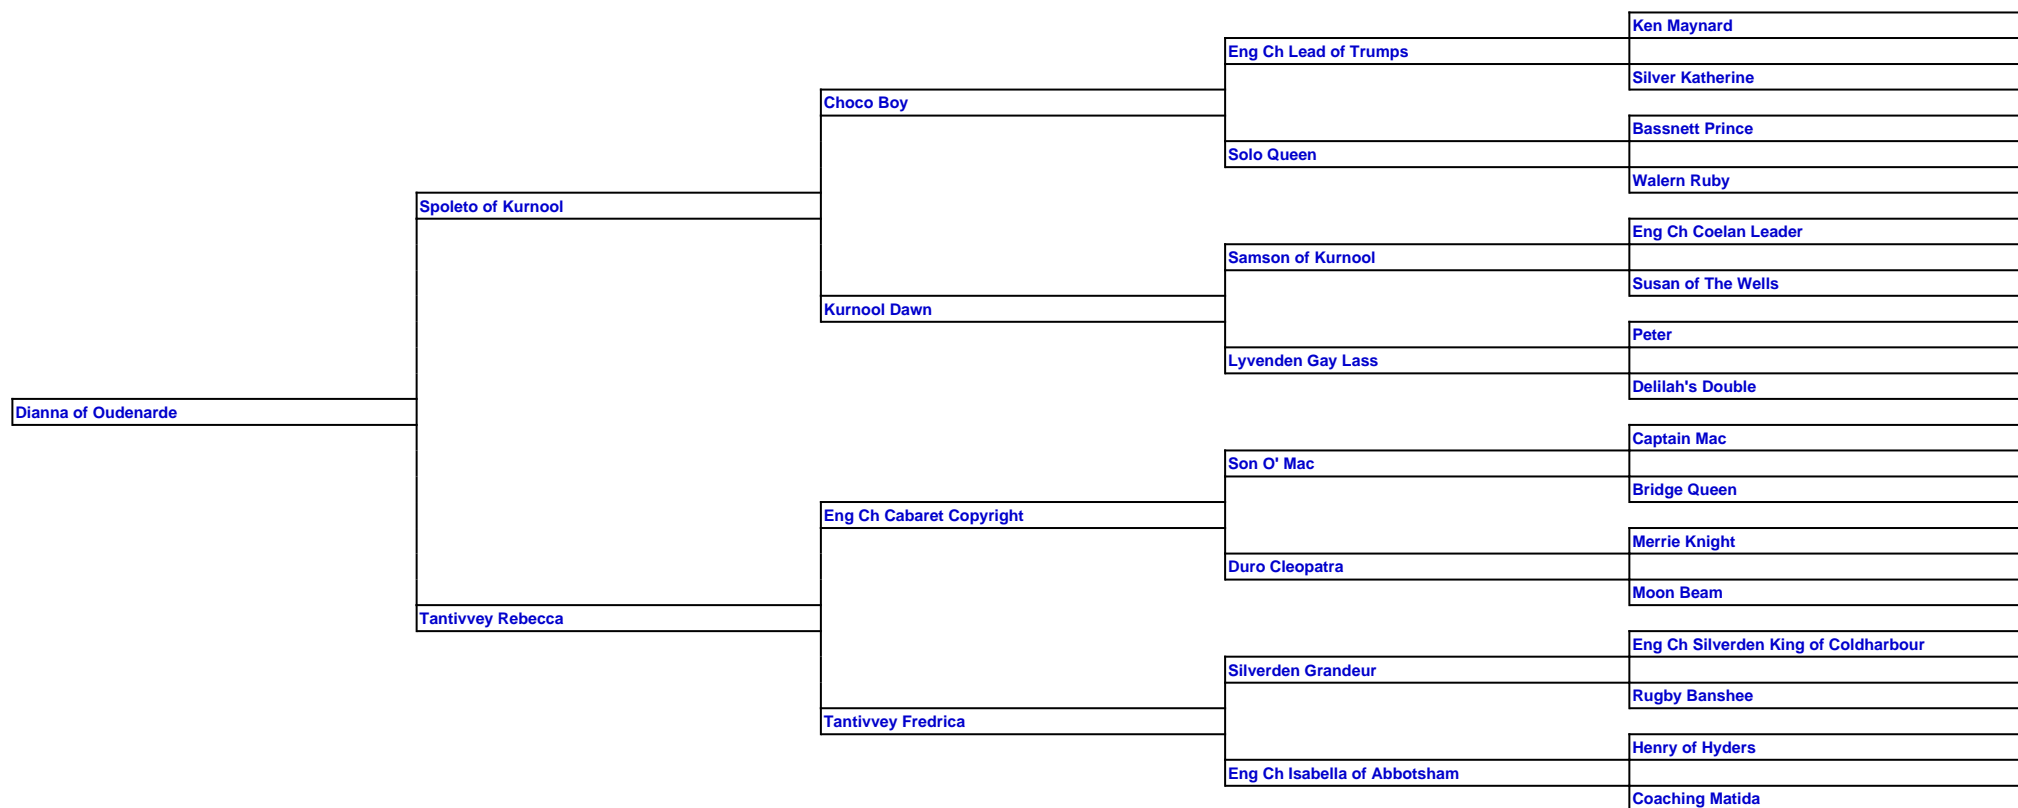 Ken Maynard
Eng Ch Lead of Trumps
Silver Katherine
Choco Boy
Bassnett Prince
Solo Queen
Walern Ruby
Spoleto of Kurnool
Eng Ch Coelan Leader
Samson of Kurnool
Susan of The Wells
Kurnool Dawn
Peter
Lyvenden Gay Lass
Delilah's Double
Dianna of Oudenarde
Captain Mac
Son O' Mac
Bridge Queen
Eng Ch Cabaret Copyright
Merrie Knight
Duro Cleopatra
Moon Beam
Tantivvey Rebecca
Eng Ch Silverden King of Coldharbour
Silverden Grandeur
Rugby Banshee
Tantivvey Fredrica
Henry of Hyders
Eng Ch Isabella of Abbotsham
Coaching Matida